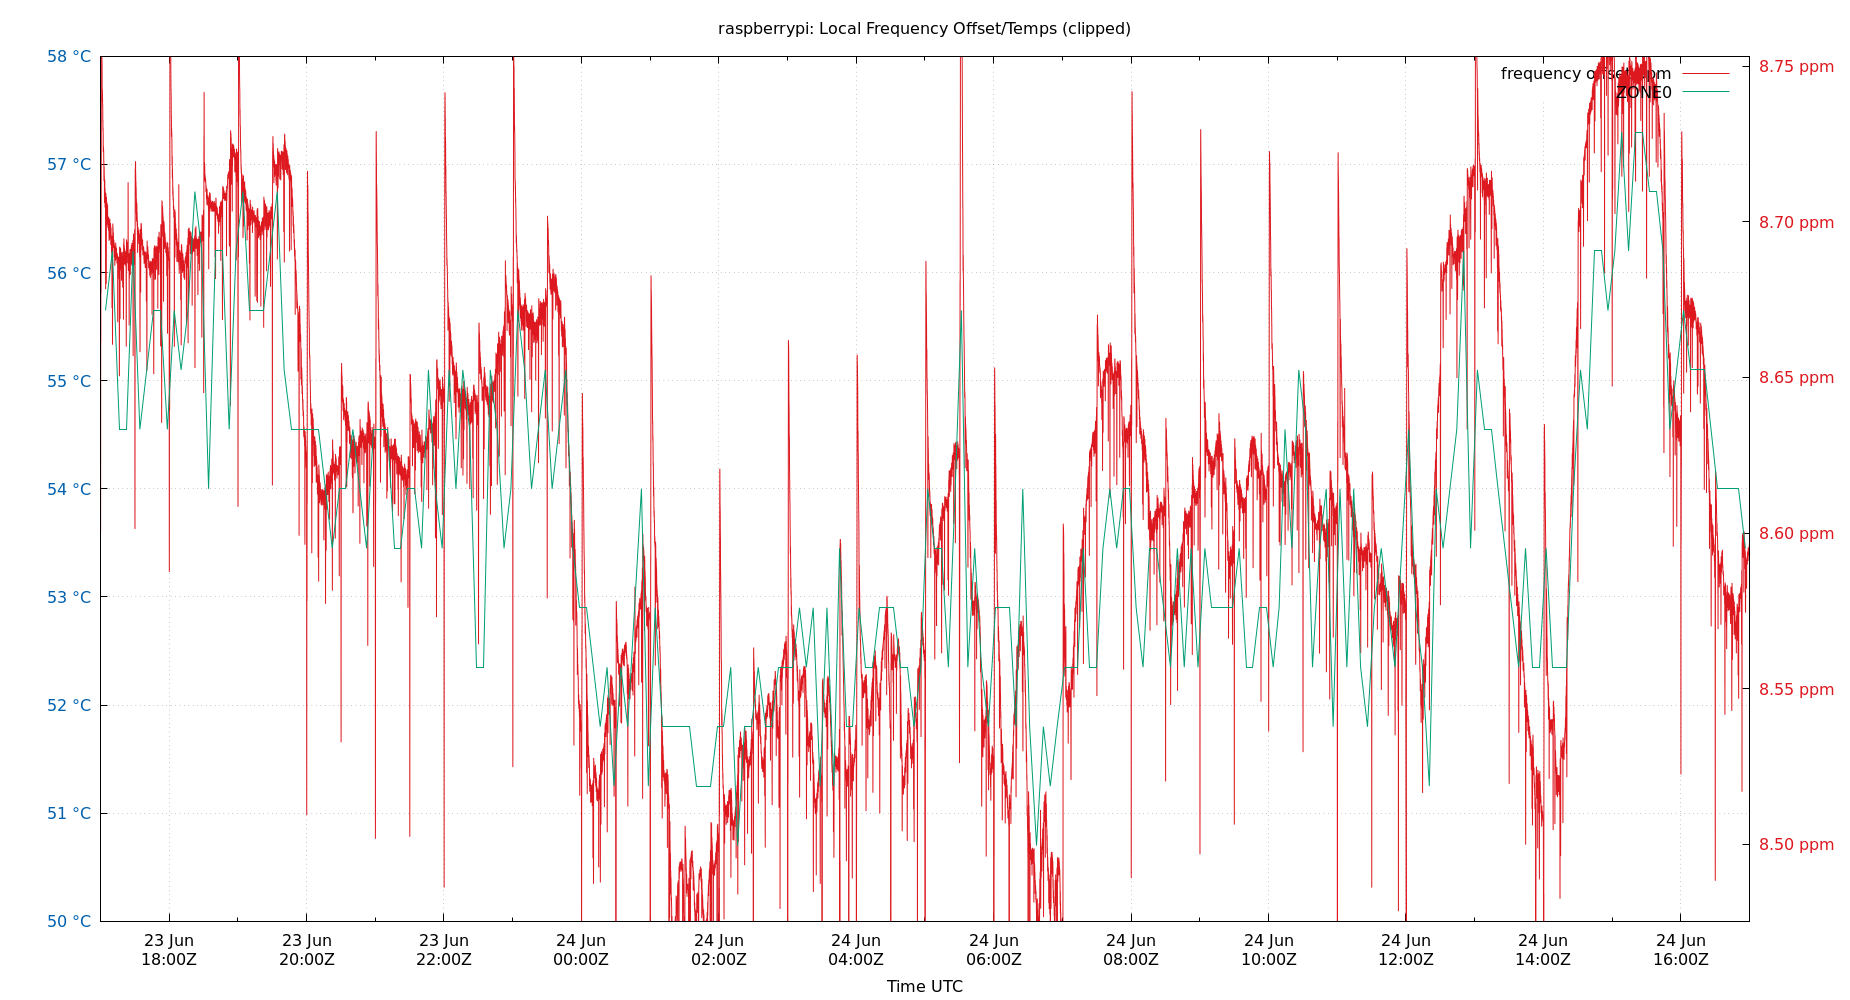 raspberrypi: Local Frequency Offset/Temps (clipped)
58 °C
57 °C
56 °C
55 °C
54 °C
53 °C
52 °C
51 °C
50 °C
frequency offset ppm
ZONE0
8.75 ppm
8.70 ppm
8.65 ppm
8.60 ppm
8.55 ppm
8.50 ppm
23 Jun
18:00Z
23 Jun
20:00Z
23 Jun
22:00Z
24 Jun
00:00Z
24 Jun
02:00Z
24 Jun
04:00Z
24 Jun
06:00Z
24 Jun
08:00Z
24 Jun
10:00Z
24 Jun
12:00Z
24 Jun
14:00Z
24 Jun
16:00Z
Time UTC